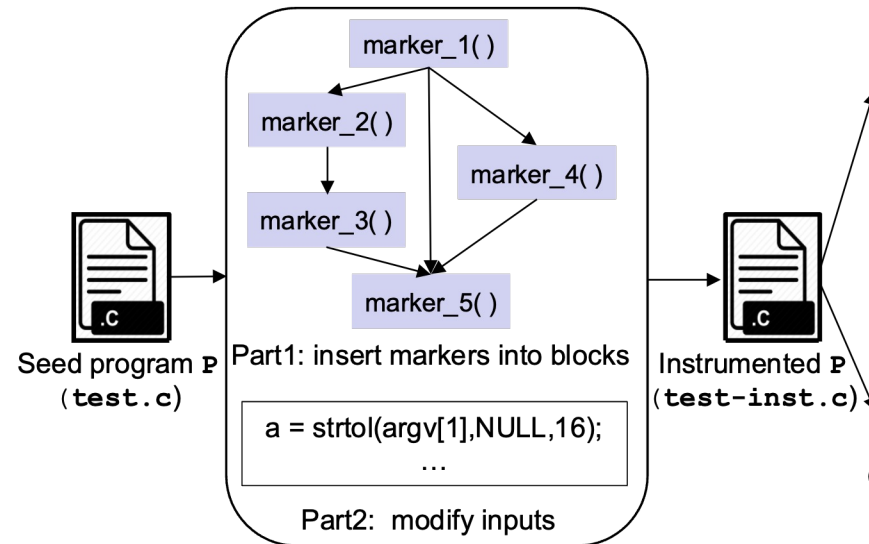 marker_1( )
marker_2( )
marker_4( )
marker_3( )
marker_5( )
.C
Seed program P
(test.c)
Part1: insert markers into blocks
.C
Instrumented P
(test-inst.c)
a = strtol(argv[1],NULL,16);
...
Part2: modify inputs